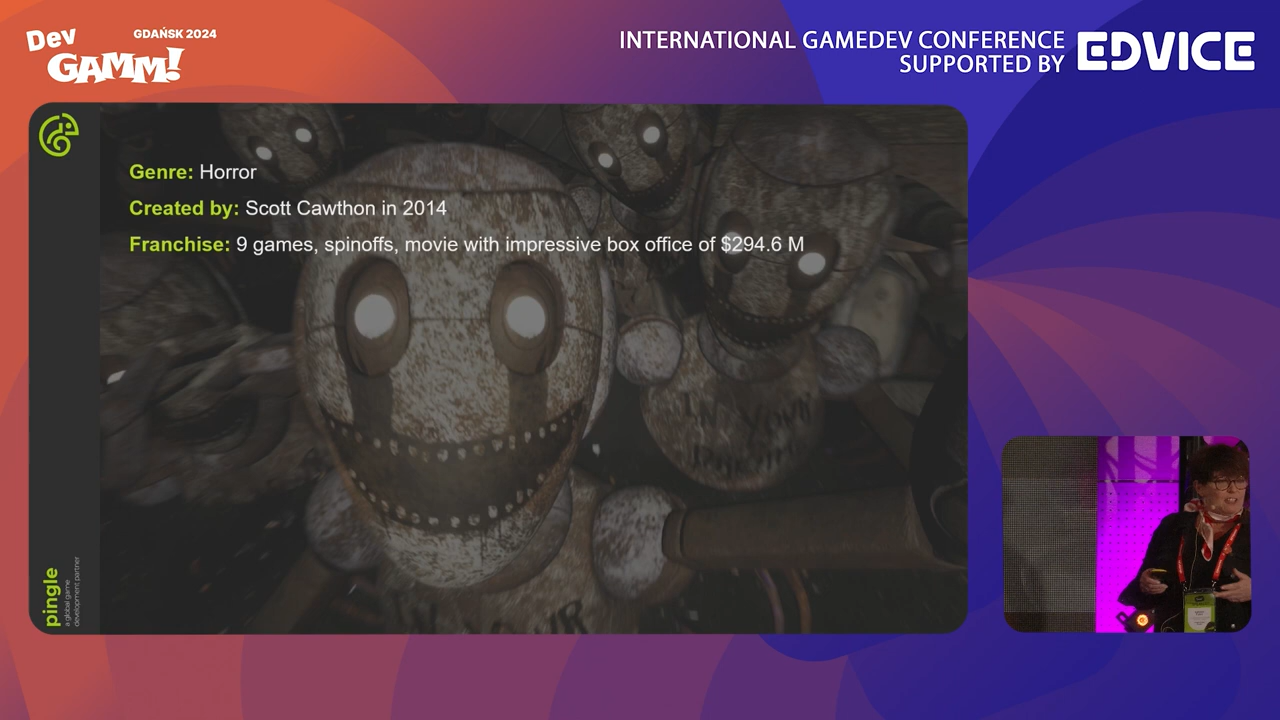 Dev
GAMM!
GDAŃSK 2024
INTERNATIONAL GAMEDEV CONFERENCE
SUPPORTED BY
EDVICE
Genre: Horror
Created by: Scott Cawthon in 2014
Franchise: 9 games, spinoffs, movie with impressive box office of $294.6 M
pingle
a global game
development partner